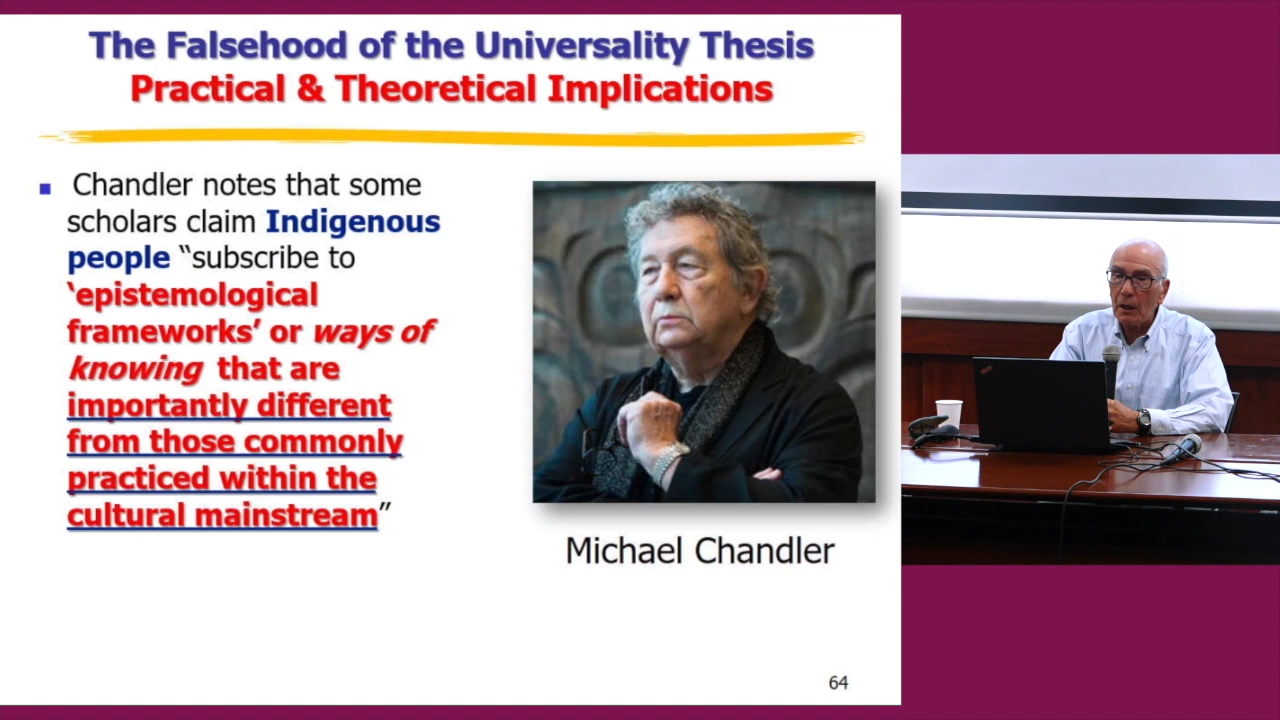 The Falsehood of the Universality Thesis
Practical & Theoretical Implications
Chandler notes that some
scholars claim Indigenous
people “subscribe to
‘epistemological
frameworks’ or ways of
knowing that are
importantly different
from those commonly
practiced within the
cultural mainstream”
Michael Chandler
64